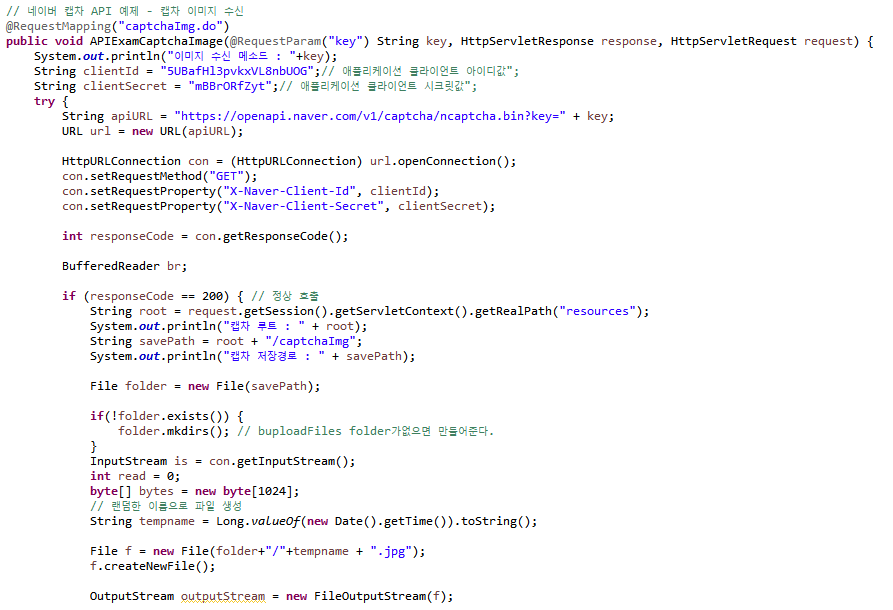 // 네이버 캡차 API 예제 - 캡차 이미지 수신
@RequestMapping("captchaImg.do")
public void APIExamCaptchaImage(@RequestParam("key") String key, HttpServletResponse response, HttpServletRequest request) {
System.out.println("이미지 수신 메소드 : "+key);
String clientId = "5UBafHl3pvkxVL8nbUOG";// 애플리케이션 클라이언트 아이디값";
String clientSecret = "mBBrORfZyt";// 애플리케이션 클라이언트 시크릿값";
try {
String apiURL = "https://openapi.naver.com/v1/captcha/ncaptcha.bin?key=" + key;
URL url = new URL(apiURL);
HttpURLConnection con = (HttpURLConnection) url.openConnection();
con.setRequestMethod("GET");
con.setRequestProperty("X-Naver-Client-Id", clientId);
con.setRequestProperty("X-Naver-Client-Secret", clientSecret);
int responseCode = con.getResponseCode();
BufferedReader br;
if (responseCode == 200) { // 정상 호출
String root = request.getSession().getServletContext().getRealPath("resources");
System.out.println("캡차 루트 : " + root);
String savePath = root + "/captchaImg";
System.out.println("캡차 저장경로 : " + savePath);
File folder = new File(savePath);
if(!folder.exists()) {
folder.mkdirs(); // buploadFiles folder가없으면 만들어준다.
}
InputStream is = con.getInputStream();
int read = 0;
byte[] bytes = new byte[1024];
// 랜덤한 이름으로 파일 생성
String tempname = Long.valueOf(new Date().getTime()).toString();
File f = new File(folder+"/"+tempname + ".jpg");
f.createNewFile();
OutputStream outputStream = new FileOutputStream(f);